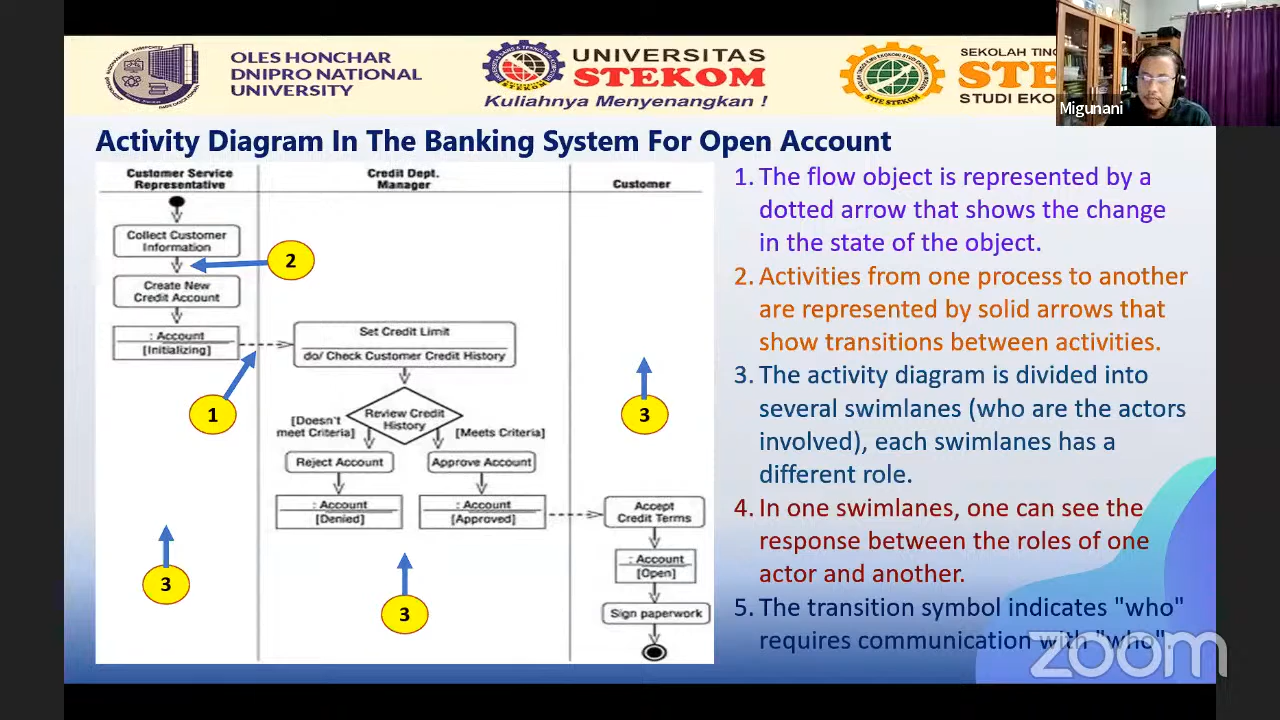 OLES HONCHAR
DNIPRO NATIONAL
UNIVERSITY
UNIVERSITAS
STEKOM
Kuliahnya Menyenangkan !
STIE STEKOM
SEKOLAH TING
STE
STUDI EKO
Migunani
Activity Diagram In The Banking System For Open Account
Customer Service
Representative
Credit Dept.
Manager
Customer
Collect Customer
Information
2
Create New
Credit Account
: Account
[Initializing]
Set Credit Limit
do/ Check Customer Credit History
1
3
Review Credit
History
[Doesn't
meet Criteria]
[Meets Criteria]
Reject Account
Approve Account
: Account
[Denied]
: Account
[Approved]
Accept
Credit Terms
: Account
[Open]
3
3
Sign paperwork
1. The flow object is represented by a
dotted arrow that shows the change
in the state of the object.
2. Activities from one process to another
are represented by solid arrows that
show transitions between activities.
3. The activity diagram is divided into
several swimlanes (who are the actors
involved), each swimlanes has a
different role.
4. In one swimlanes, one can see the
response between the roles of one
actor and another.
5. The transition symbol indicates "who"
requires communication with "who".
zoom